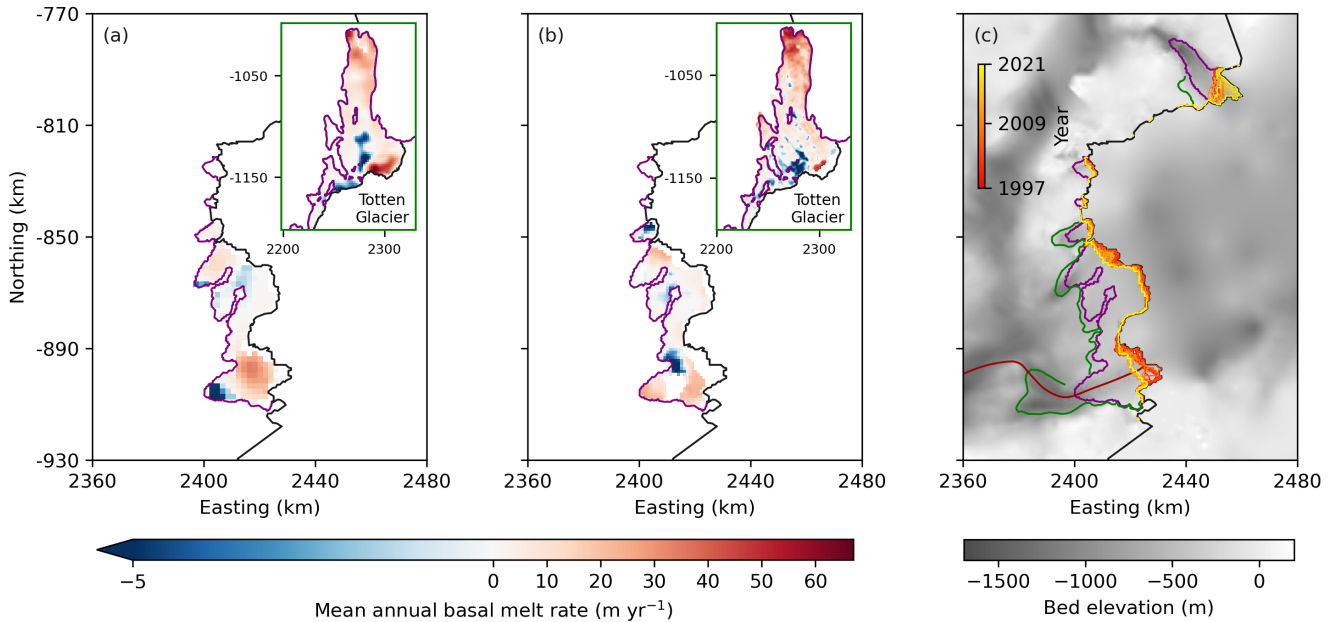 (a)
-770
-810
-850
-890
-930
Northing (km)
2360
2400
2440
2480
Easting (km)
-1050
-1150
2200
2300
Totten
Glacier
(b)
2360
2400
2440
2480
Easting (km)
-1050
-1150
2200
2300
Totten
Glacier
(c)
2021
2009
1997
Year
2360
2400
2440
2480
Easting (km)
−5
0
10
20
30
40
50
60
Mean annual basal melt rate (m yr⁻¹)
−1500
−1000
−500
0
Bed elevation (m)